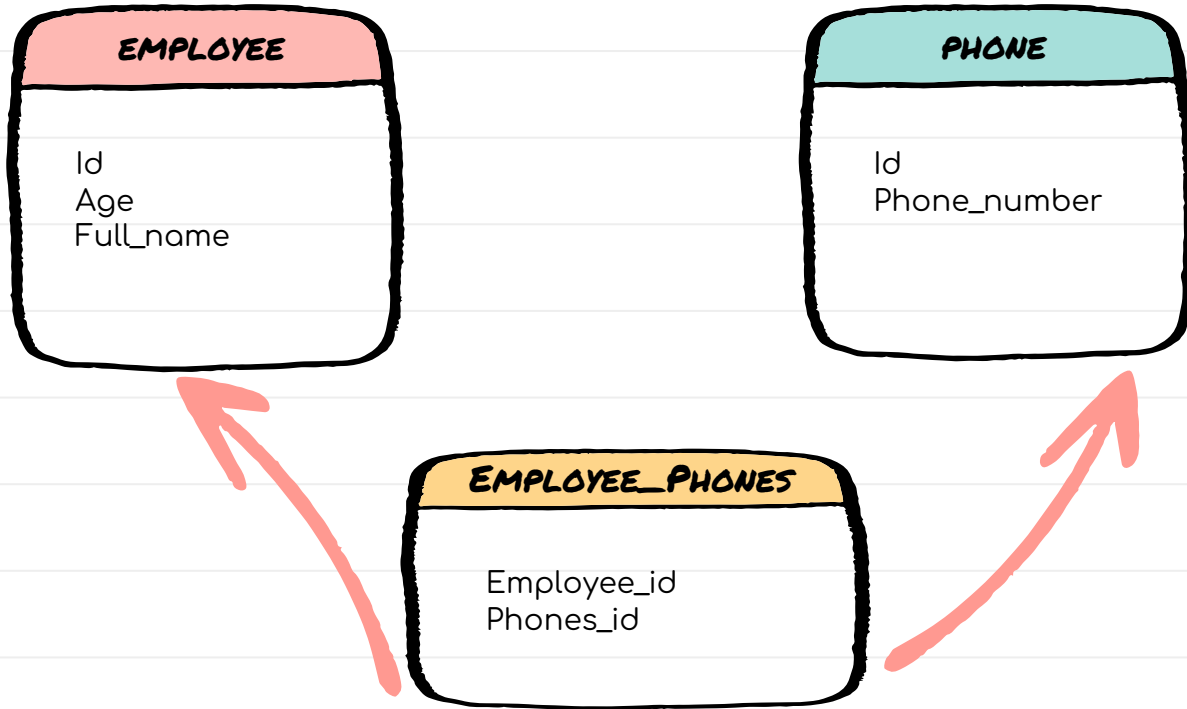 EMPLOYEE
Id
Age
Full_name
PHONE
Id
Phone_number
EMPLOYEE_PHONES
Employee_id
Phones_id